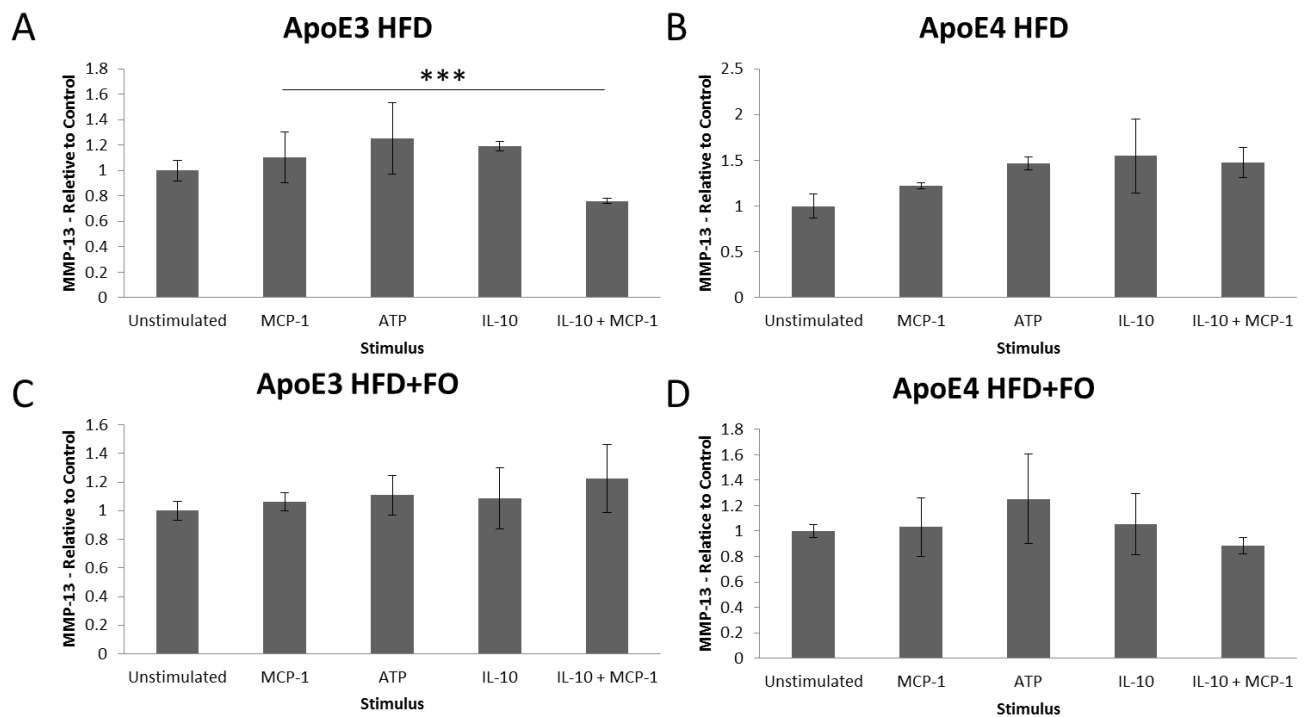 A
ApoE3 HFD
MMP-13 - Reletive to Control
1.8
1.6
1.4
1.2
1
0.8
0.6
0.4
0.2
0
***
Unstimulated MCP-1 ATP IL-10 IL-10 + MCP-1
Stimulus
B
ApoE4 HFD
MMP-13 - Relative to Control
2.5
2
1.5
1
0.5
0
Unstimulated MCP-1 ATP IL-10 IL-10 + MCP-1
Stimulus
C
ApoE3 HFD+FO
MMP-13 - Relative to Control
1.6
1.4
1.2
1
0.8
0.6
0.4
0.2
0
Unstimulated MCP-1 ATP IL-10 IL-10 + MCP-1
Stimulus
D
ApoE4 HFD+FO
MMP-13 - Relatice to Control
1.8
1.6
1.4
1.2
1
0.8
0.6
0.4
0.2
0
Unstimulated MCP-1 ATP IL-10 IL-10 + MCP-1
Stimulus